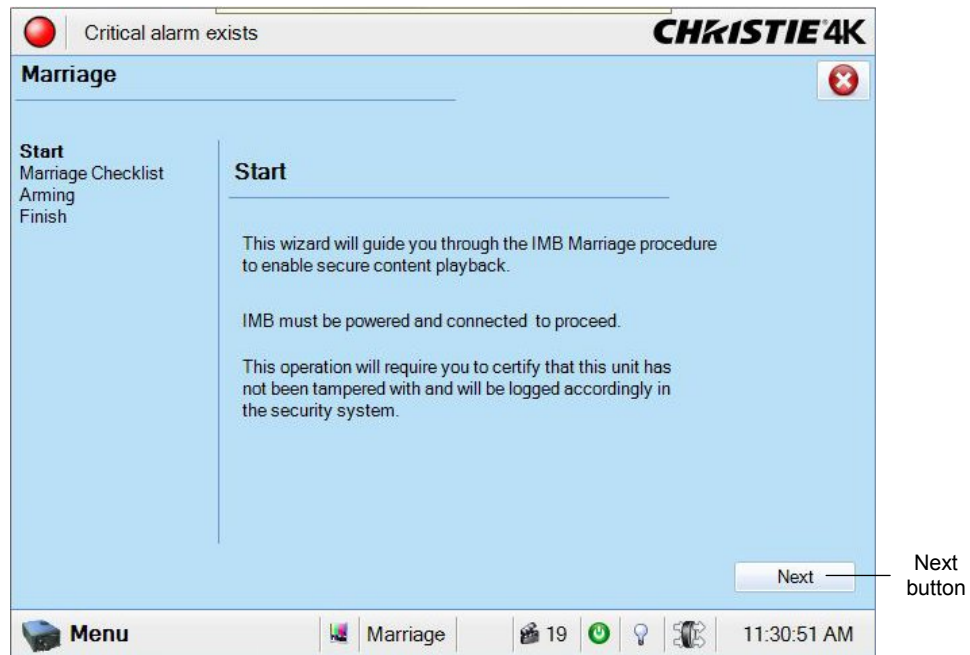 Critical alarm exists
CHRISTIE 4K
Marriage
Start
Marriage Checklist
Arming
Finish
Start
This wizard will guide you through the IMB Marriage procedure
to enable secure content playback.
IMB must be powered and connected to proceed.
This operation will require you to certify that this unit has
not been tampered with and will be logged accordingly in
the security system.
Next
Next
button
Menu
Marriage
19
11:30:51 AM